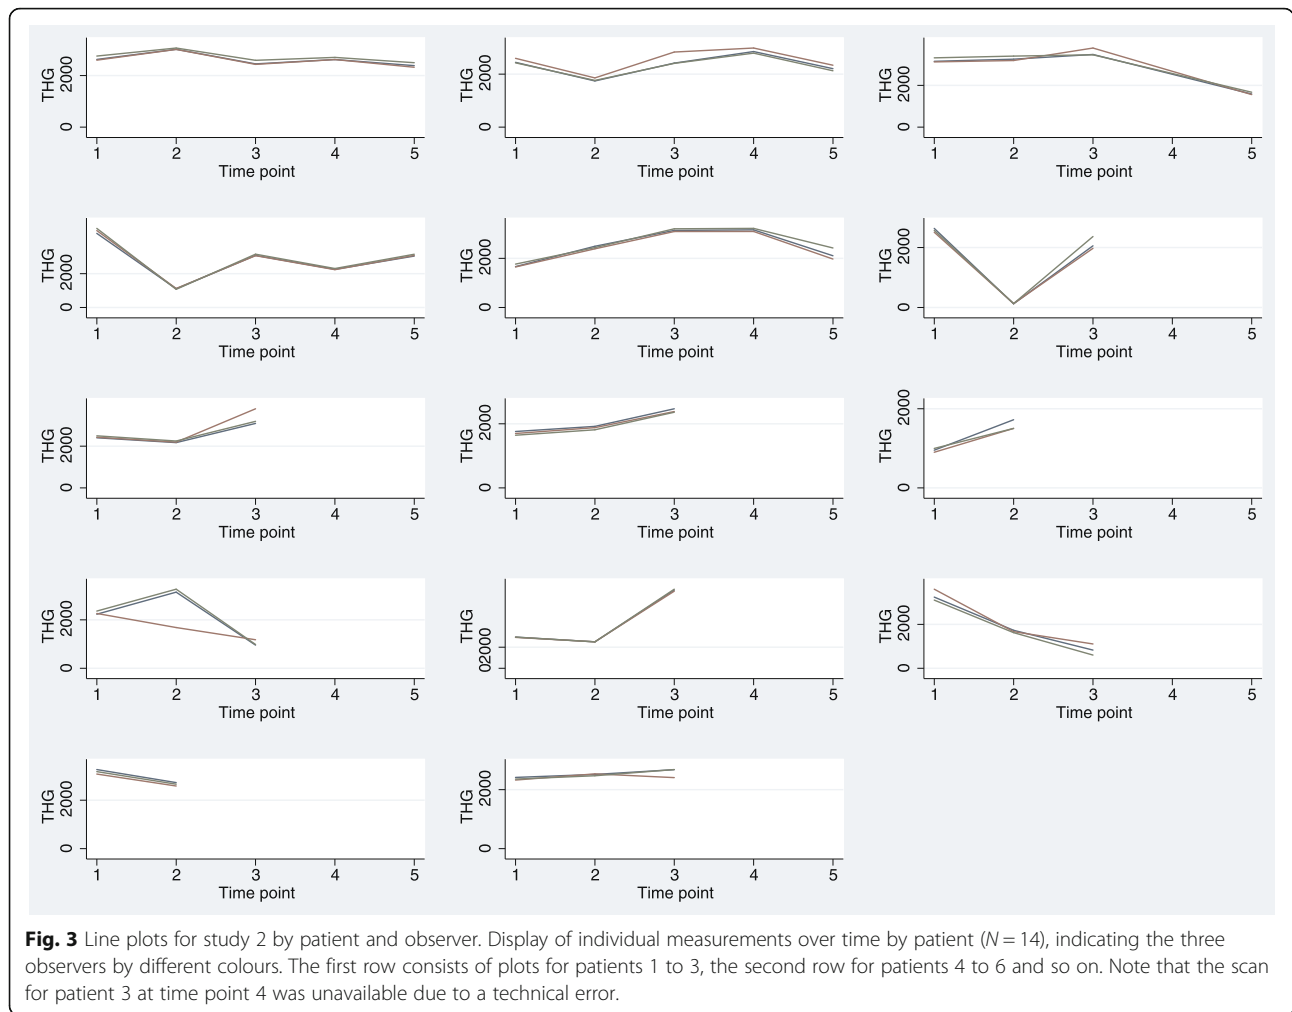 THG
2000
0
1 2 3 4 5
Time point
THG
2000
0
1 2 3 4 5
Time point
THG
2000
0
1 2 3 4 5
Time point
THG
2000
0
1 2 3 4 5
Time point
THG
2000
0
1 2 3 4 5
Time point
THG
2000
0
1 2 3 4 5
Time point
THG
2000
0
1 2 3 4 5
Time point
THG
2000
0
1 2 3 4 5
Time point
THG
2000
0
1 2 3 4 5
Time point
THG
2000
0
1 2 3 4 5
Time point
THG
2000
0
1 2 3 4 5
Time point
THG
2000
0
1 2 3 4 5
Time point
THG
2000
0
1 2 3 4 5
Time point
THG
2000
0
1 2 3 4 5
Time point
Fig. 3 Line plots for study 2 by patient and observer. Display of individual measurements over time by patient (N = 14), indicating the three
observers by different colours. The first row consists of plots for patients 1 to 3, the second row for patients 4 to 6 and so on. Note that the scan
for patient 3 at time point 4 was unavailable due to a technical error.